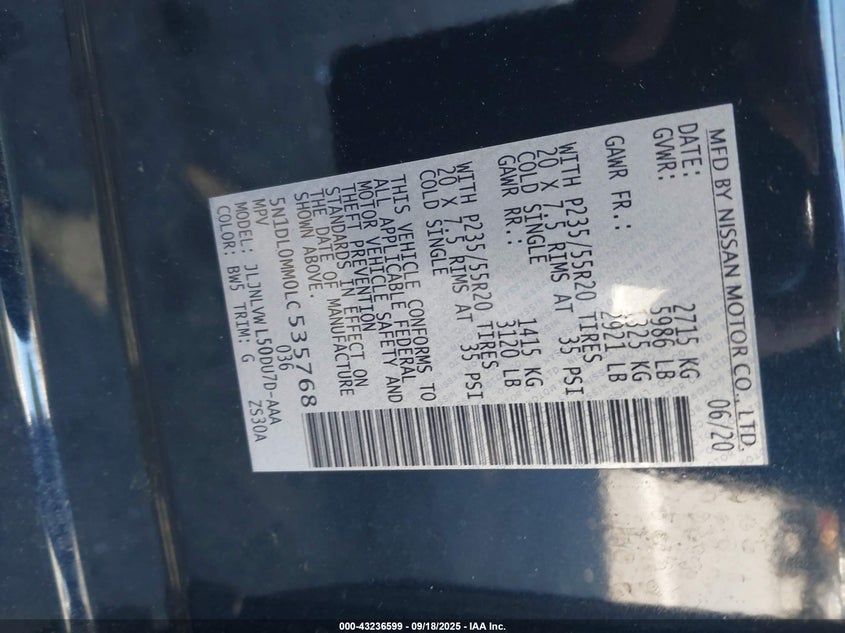 MFD BY NISSAN MOTOR CO., LTD.
DATE: 06/20
GVWR: 2715 KG
5986 LB
GAWR FR.: 1325 KG
2921 LB
WITH P235/55R20 TIRES
20 X 7.5 RIMS AT
COLD SINGLE 35 PSI
GAWR RR.: 1415 KG
3120 LB
WITH P235/55R20 TIRES
20 X 7.5 RIMS AT
COLD SINGLE 35 PSI
THIS VEHICLE CONFORMS TO
ALL APPLICABLE FEDERAL
MOTOR VEHICLE SAFETY AND
THEFT PREVENTION
STANDARDS IN EFFECT ON
THE DATE OF MANUFACTURE
SHOWN ABOVE.
5N1DL0MM0LC535768
MPV 036
MODEL: JLJNLVWL50DU7D-AAA
COLOR: BW5 TRIM: G ZS30A
000-43236599 - 09/18/2025 - IAA Inc.